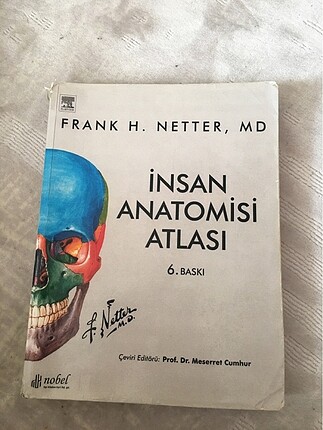 FRANK H. NETTER, MD
İNSAN
ANATOMİSİ
ATLASI
6. BASKI
F. Netter
M.D.
Çeviri Editörü: Prof. Dr. Meserret Cumhur
nobel